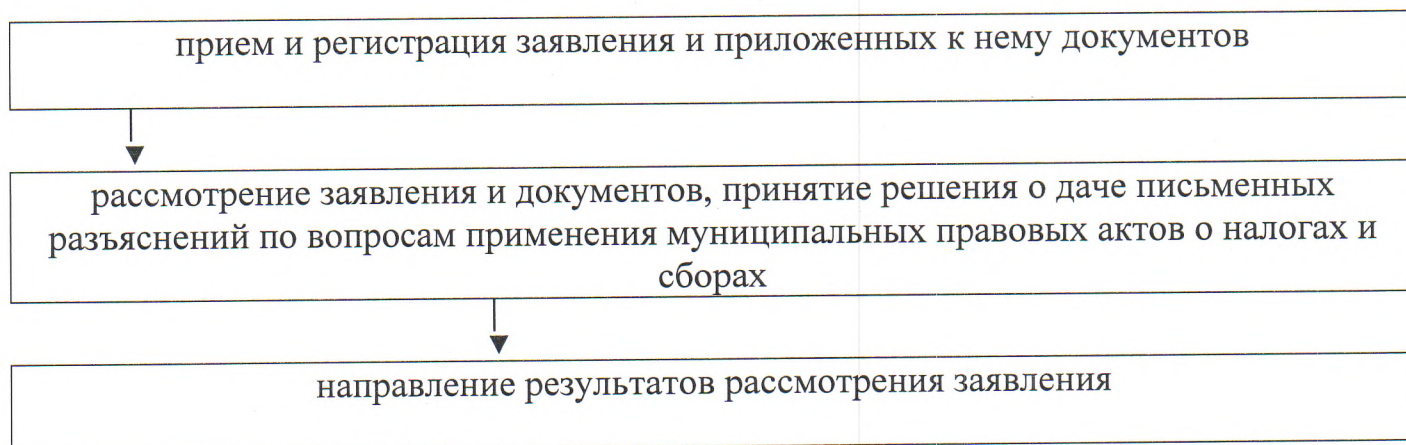 прием и регистрация заявления и приложенных к нему документов
рассмотрение заявления и документов, принятие решения о даче письменных
разъяснений по вопросам применения муниципальных правовых актов о налогах и
сборах
направление результатов рассмотрения заявления